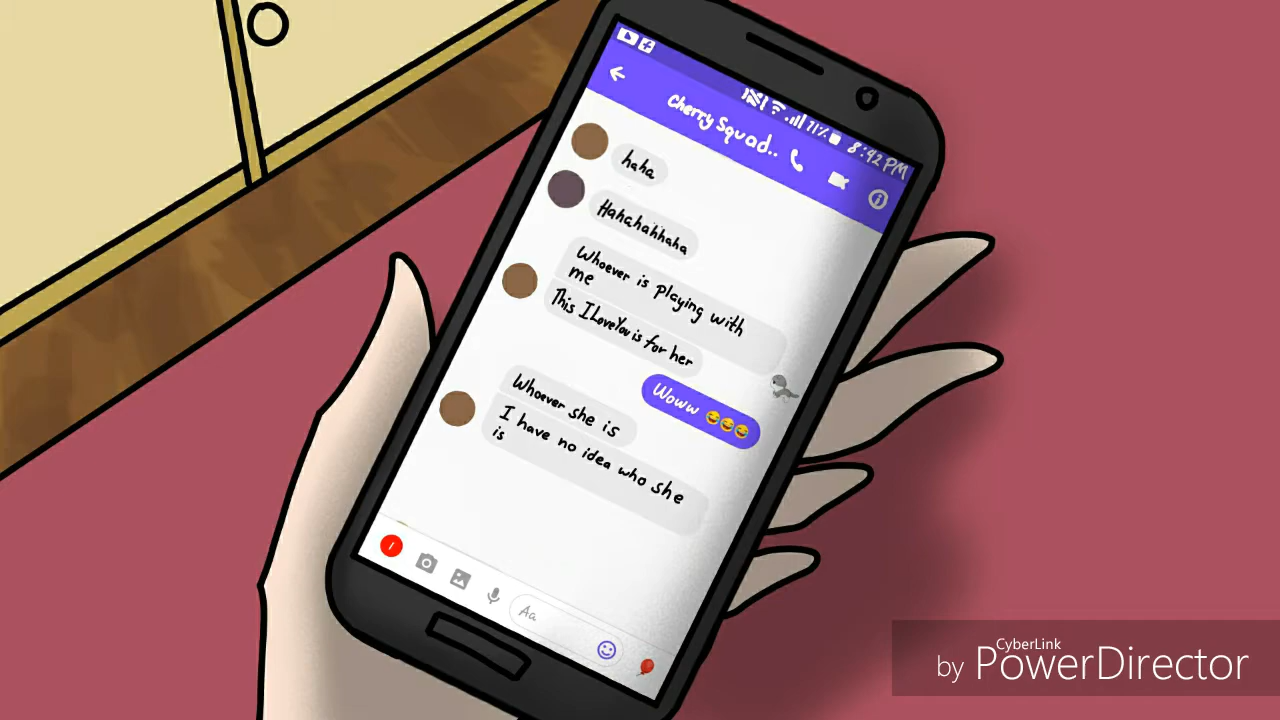 71% 8:42 PM
Cherry Squad..
haha
Hahahahhaha
Whoever is playing with
me
This ILoveYou is for her
Woww 😂😂😂
Whoever she is
I have no idea who she
is
Aa
CyberLink
by PowerDirector